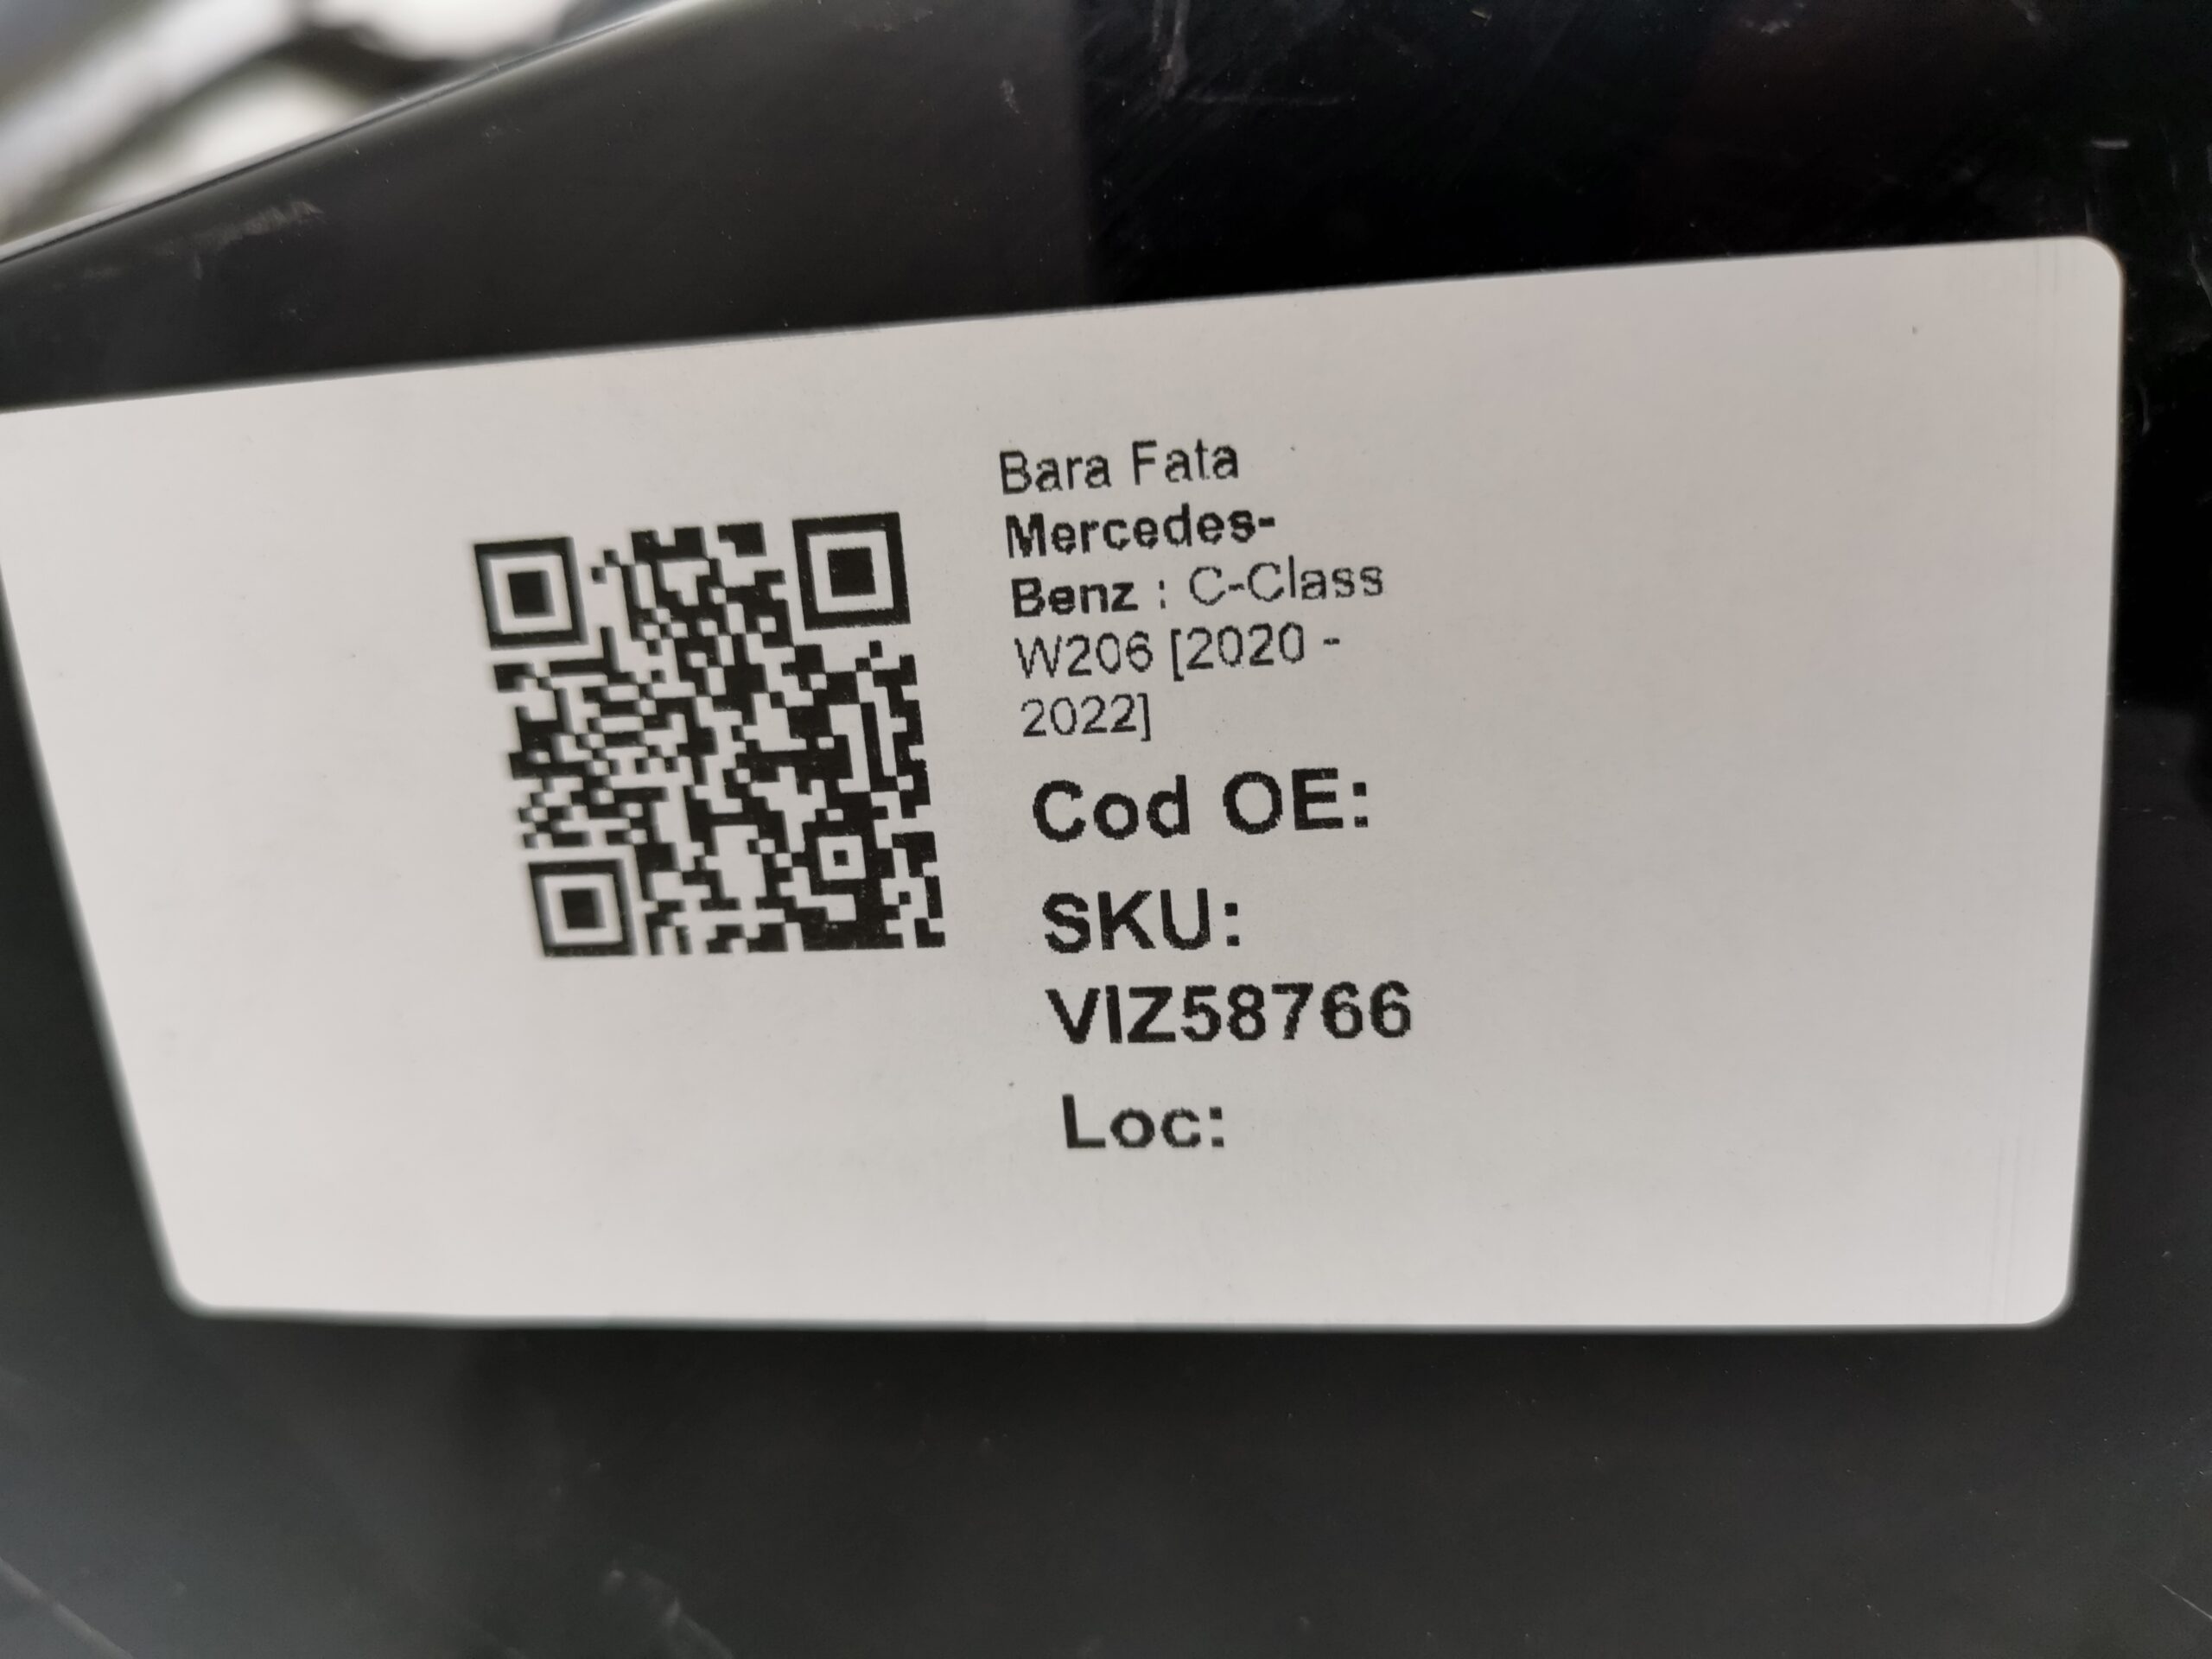 Bara Fata
Mercedes-
Benz : C-Class
W206 [2020 -
2022]
Cod OE:
SKU:
VIZ58766
Loc: